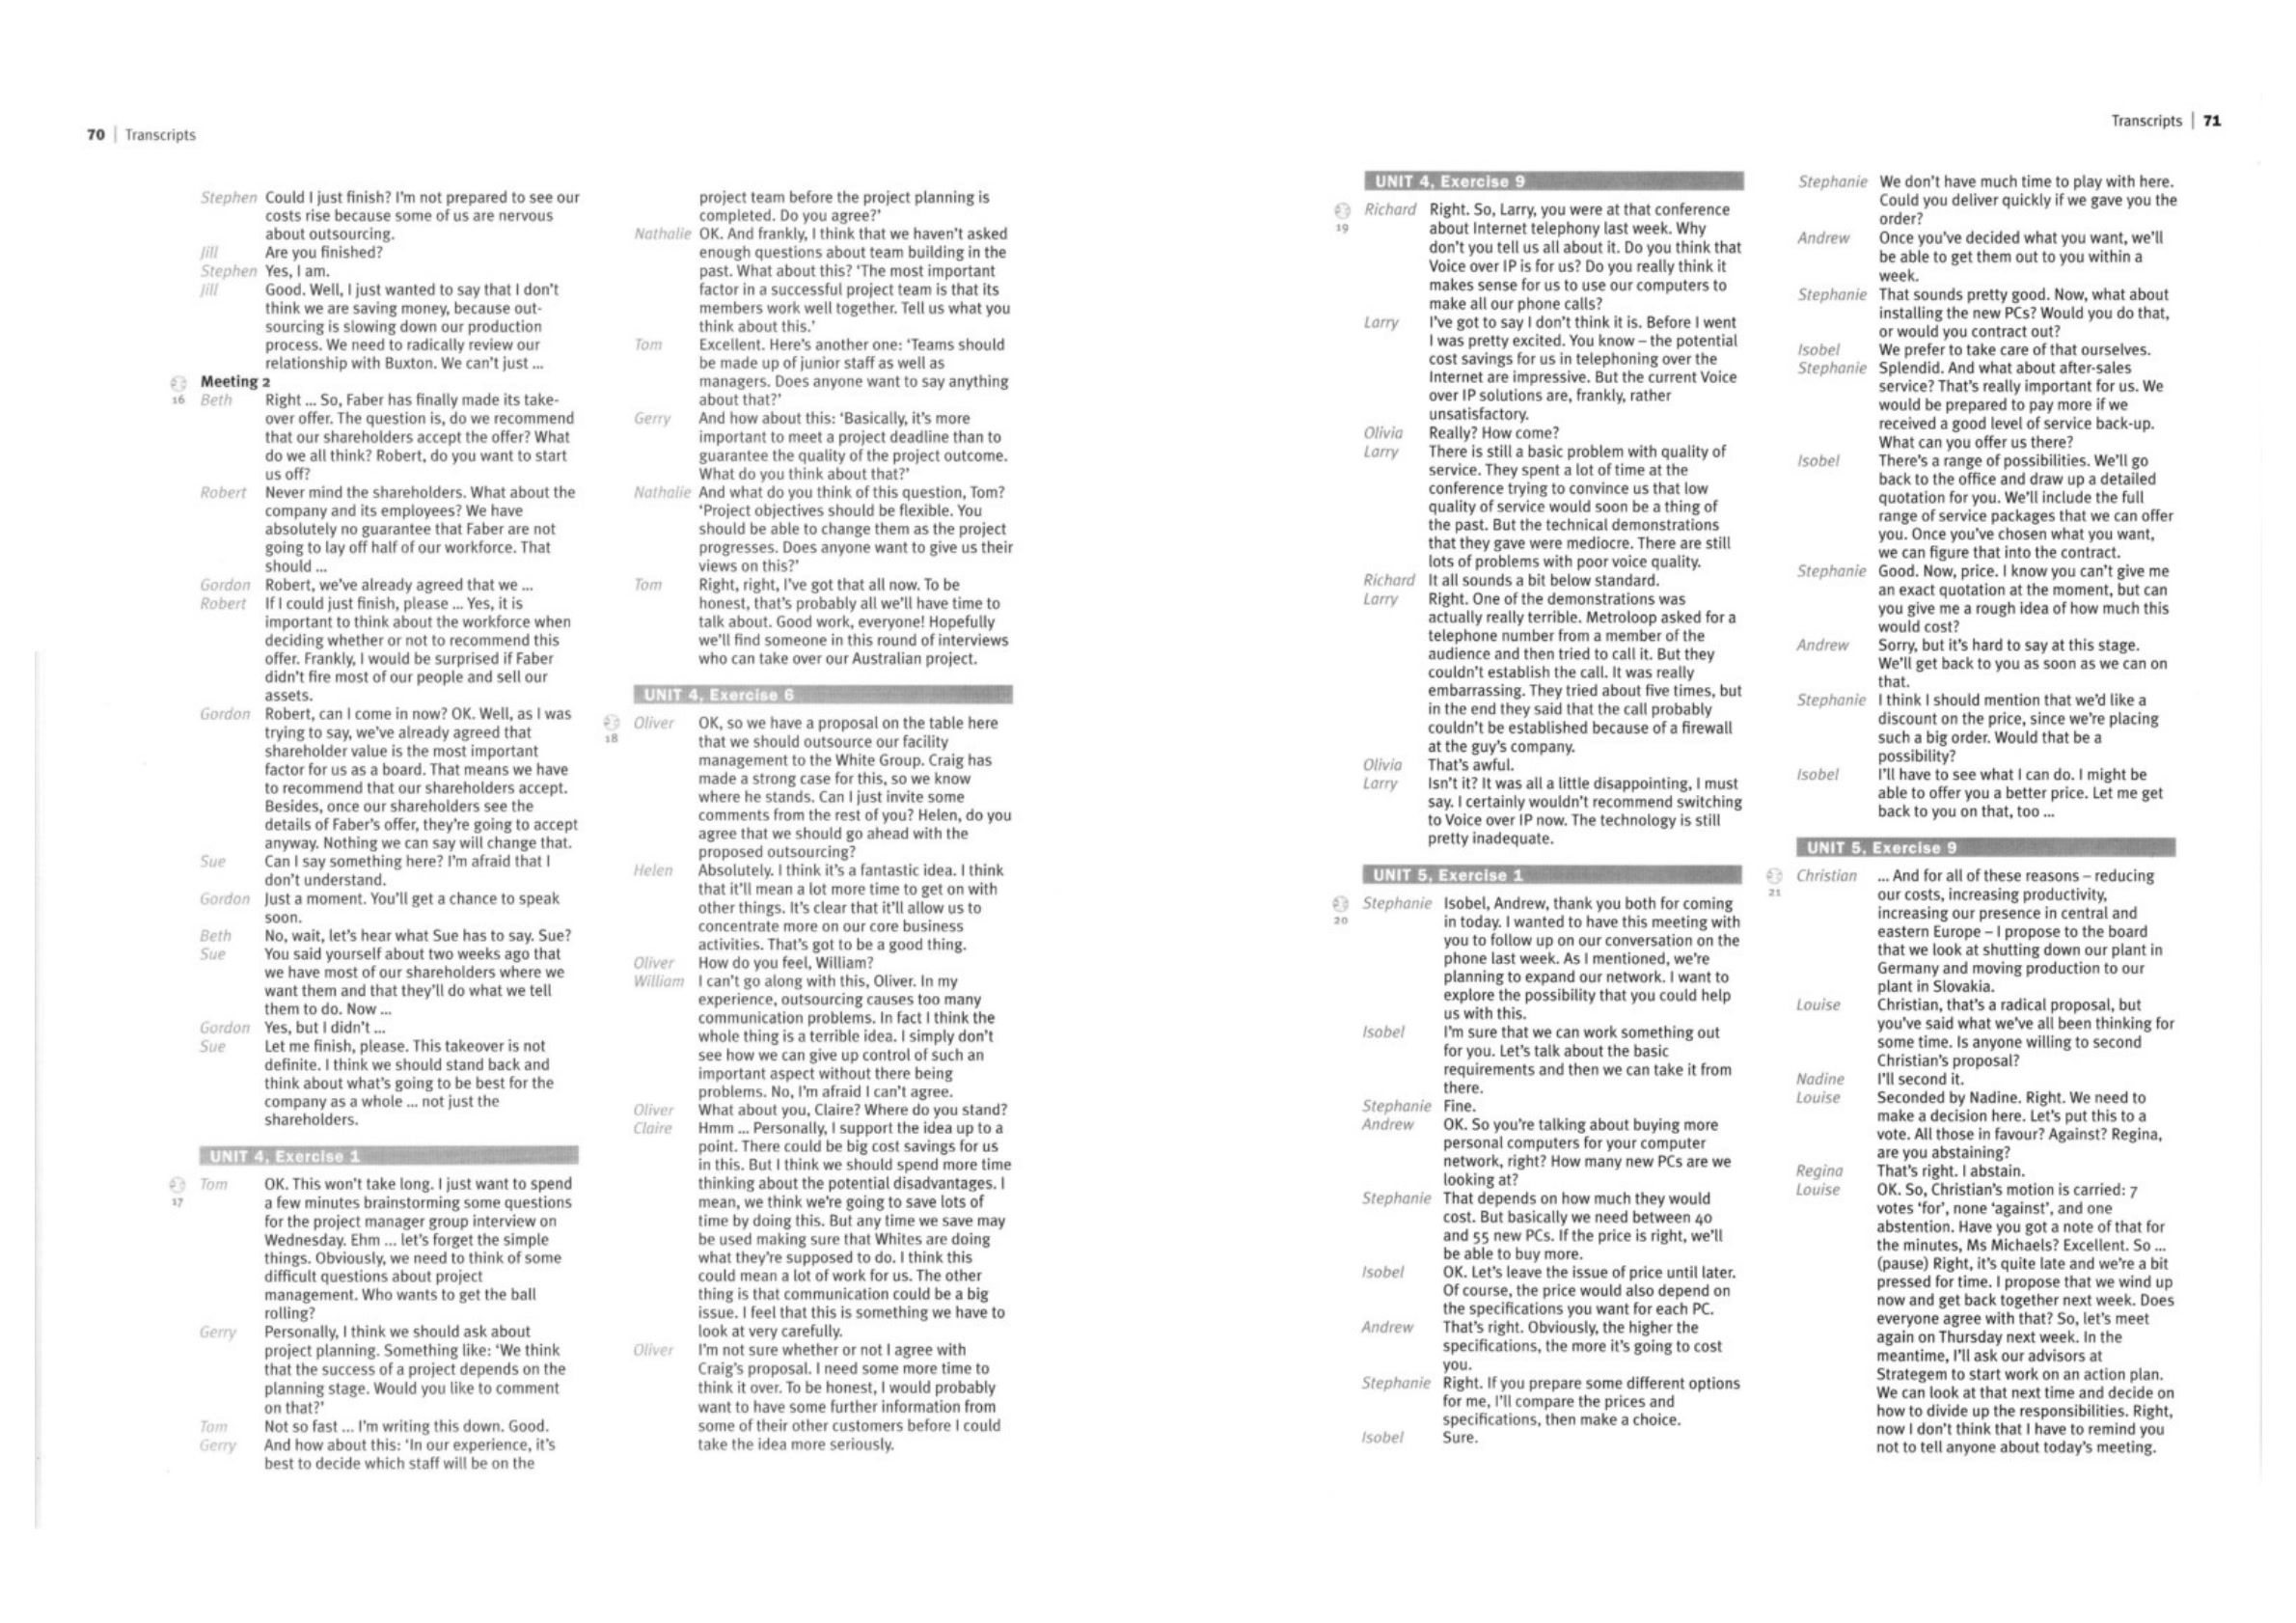 70 | Transcripts
Stephen Could I just finish? I'm not prepared to see our
costs rise because some of us are nervous
about outsourcing.
Jill Are you finished?
Stephen Yes, I am.
Jill Good. Well, I just wanted to say that I don't
think we are saving money, because out-
sourcing is slowing down our production
process. We need to radically review our
relationship with Buxton. We can't just ...
Meeting 2
16 Beth Right ... So, Faber has finally made its take-
over offer. The question is, do we recommend
that our shareholders accept the offer? What
do we all think? Robert, do you want to start
us off?
Robert Never mind the shareholders. What about the
company and its employees? We have
absolutely no guarantee that Faber are not
going to lay off half of our workforce. That
should ...
Gordon Robert, we've already agreed that we ...
Robert If I could just finish, please ... Yes, it is
important to think about the workforce when
deciding whether or not to recommend this
offer. Frankly, I would be surprised if Faber
didn't fire most of our people and sell our
assets.
Gordon Robert, can I come in now? OK. Well, as I was
trying to say, we've already agreed that
shareholder value is the most important
factor for us as a board. That means we have
to recommend that our shareholders accept.
Besides, once our shareholders see the
details of Faber's offer, they're going to accept
anyway. Nothing we can say will change that.
Sue Can I say something here? I'm afraid that I
don't understand.
Gordon Just a moment. You'll get a chance to speak
soon.
Beth No, wait, let's hear what Sue has to say. Sue?
Sue You said yourself about two weeks ago that
we have most of our shareholders where we
want them and that they'll do what we tell
them to do. Now ...
Gordon Yes, but I didn't ...
Sue Let me finish, please. This takeover is not
definite. I think we should stand back and
think about what's going to be best for the
company as a whole ... not just the
shareholders.
UNIT 4, Exercise 1
17 Tom OK. This won't take long. I just want to spend
a few minutes brainstorming some questions
for the project manager group interview on
Wednesday. Ehm ... let's forget the simple
things. Obviously, we need to think of some
difficult questions about project
management. Who wants to get the ball
rolling?
Gerry Personally, I think we should ask about
project planning. Something like: 'We think
that the success of a project depends on the
planning stage. Would you like to comment
on that?'
Tom Not so fast ... I'm writing this down. Good.
Gerry And how about this: 'In our experience, it's
best to decide which staff will be on the
project team before the project planning is
completed. Do you agree?'
Nathalie OK. And frankly, I think that we haven't asked
enough questions about team building in the
past. What about this? 'The most important
factor in a successful project team is that its
members work well together. Tell us what you
think about this.'
Tom Excellent. Here's another one: 'Teams should
be made up of junior staff as well as
managers. Does anyone want to say anything
about that?'
Gerry And how about this: 'Basically, it's more
important to meet a project deadline than to
guarantee the quality of the project outcome.
What do you think about that?'
Nathalie And what do you think of this question, Tom?
'Project objectives should be flexible. You
should be able to change them as the project
progresses. Does anyone want to give us their
views on this?'
Tom Right, right, I've got that all now. To be
honest, that's probably all we'll have time to
talk about. Good work, everyone! Hopefully
we'll find someone in this round of interviews
who can take over our Australian project.
UNIT 4, Exercise 6
18 Oliver OK, so we have a proposal on the table here
that we should outsource our facility
management to the White Group. Craig has
made a strong case for this, so we know
where he stands. Can I just invite some
comments from the rest of you? Helen, do you
agree that we should go ahead with the
proposed outsourcing?
Helen Absolutely. I think it's a fantastic idea. I think
that it'll mean a lot more time to get on with
other things. It's clear that it'll allow us to
concentrate more on our core business
activities. That's got to be a good thing.
Oliver How do you feel, William?
William I can't go along with this, Oliver. In my
experience, outsourcing causes too many
communication problems. In fact I think the
whole thing is a terrible idea. I simply don't
see how we can give up control of such an
important aspect without there being
problems. No, I'm afraid I can't agree.
Oliver What about you, Claire? Where do you stand?
Claire Hmm ... Personally, I support the idea up to a
point. There could be big cost savings for us
in this. But I think we should spend more time
thinking about the potential disadvantages. I
mean, we think we're going to save lots of
time by doing this. But any time we save may
be used making sure that Whites are doing
what they're supposed to do. I think this
could mean a lot of work for us. The other
thing is that communication could be a big
issue. I feel that this is something we have to
look at very carefully.
Oliver I'm not sure whether or not I agree with
Craig's proposal. I need some more time to
think it over. To be honest, I would probably
want to have some further information from
some of their other customers before I could
take the idea more seriously.
Transcripts | 71
UNIT 4, Exercise 9
19 Richard Right. So, Larry, you were at that conference
about Internet telephony last week. Why
don't you tell us all about it. Do you think that
Voice over IP is for us? Do you really think it
makes sense for us to use our computers to
make all our phone calls?
Larry I've got to say I don't think it is. Before I went
I was pretty excited. You know – the potential
cost savings for us in telephoning over the
Internet are impressive. But the current Voice
over IP solutions are, frankly, rather
unsatisfactory.
Olivia Really? How come?
Larry There is still a basic problem with quality of
service. They spent a lot of time at the
conference trying to convince us that low
quality of service would soon be a thing of
the past. But the technical demonstrations
that they gave were mediocre. There are still
lots of problems with poor voice quality.
Richard It all sounds a bit below standard.
Larry Right. One of the demonstrations was
actually really terrible. Metroloop asked for a
telephone number from a member of the
audience and then tried to call it. But they
couldn't establish the call. It was really
embarrassing. They tried about five times, but
in the end they said that the call probably
couldn't be established because of a firewall
at the guy's company.
Olivia That's awful.
Larry Isn't it? It was all a little disappointing, I must
say. I certainly wouldn't recommend switching
to Voice over IP now. The technology is still
pretty inadequate.
UNIT 5, Exercise 1
20 Stephanie Isobel, Andrew, thank you both for coming
in today. I wanted to have this meeting with
you to follow up on our conversation on the
phone last week. As I mentioned, we're
planning to expand our network. I want to
explore the possibility that you could help
us with this.
Isobel I'm sure that we can work something out
for you. Let's talk about the basic
requirements and then we can take it from
there.
Stephanie Fine.
Andrew OK. So you're talking about buying more
personal computers for your computer
network, right? How many new PCs are we
looking at?
Stephanie That depends on how much they would
cost. But basically we need between 40
and 55 new PCs. If the price is right, we'll
be able to buy more.
Isobel OK. Let's leave the issue of price until later.
Of course, the price would also depend on
the specifications you want for each PC.
Andrew That's right. Obviously, the higher the
specifications, the more it's going to cost
you.
Stephanie Right. If you prepare some different options
for me, I'll compare the prices and
specifications, then make a choice.
Isobel Sure.
Stephanie We don't have much time to play with here.
Could you deliver quickly if we gave you the
order?
Andrew Once you've decided what you want, we'll
be able to get them out to you within a
week.
Stephanie That sounds pretty good. Now, what about
installing the new PCs? Would you do that,
or would you contract out?
Isobel We prefer to take care of that ourselves.
Stephanie Splendid. And what about after-sales
service? That's really important for us. We
would be prepared to pay more if we
received a good level of service back-up.
What can you offer us there?
Isobel There's a range of possibilities. We'll go
back to the office and draw up a detailed
quotation for you. We'll include the full
range of service packages that we can offer
you. Once you've chosen what you want,
we can figure that into the contract.
Stephanie Good. Now, price. I know you can't give me
an exact quotation at the moment, but can
you give me a rough idea of how much this
would cost?
Andrew Sorry, but it's hard to say at this stage.
We'll get back to you as soon as we can on
that.
Stephanie I think I should mention that we'd like a
discount on the price, since we're placing
such a big order. Would that be a
possibility?
Isobel I'll have to see what I can do. I might be
able to offer you a better price. Let me get
back to you on that, too ...
UNIT 5, Exercise 9
21 Christian ... And for all of these reasons – reducing
our costs, increasing productivity,
increasing our presence in central and
eastern Europe – I propose to the board
that we look at shutting down our plant in
Germany and moving production to our
plant in Slovakia.
Louise Christian, that's a radical proposal, but
you've said what we've all been thinking for
some time. Is anyone willing to second
Christian's proposal?
Nadine I'll second it.
Louise Seconded by Nadine. Right. We need to
make a decision here. Let's put this to a
vote. All those in favour? Against? Regina,
are you abstaining?
Regina That's right. I abstain.
Louise OK. So, Christian's motion is carried: 7
votes 'for', none 'against', and one
abstention. Have you got a note of that for
the minutes, Ms Michaels? Excellent. So ...
(pause) Right, it's quite late and we're a bit
pressed for time. I propose that we wind up
now and get back together next week. Does
everyone agree with that? So, let's meet
again on Thursday next week. In the
meantime, I'll ask our advisors at
Strategem to start work on an action plan.
We can look at that next time and decide on
how to divide up the responsibilities. Right,
now I don't think that I have to remind you
not to tell anyone about today's meeting.